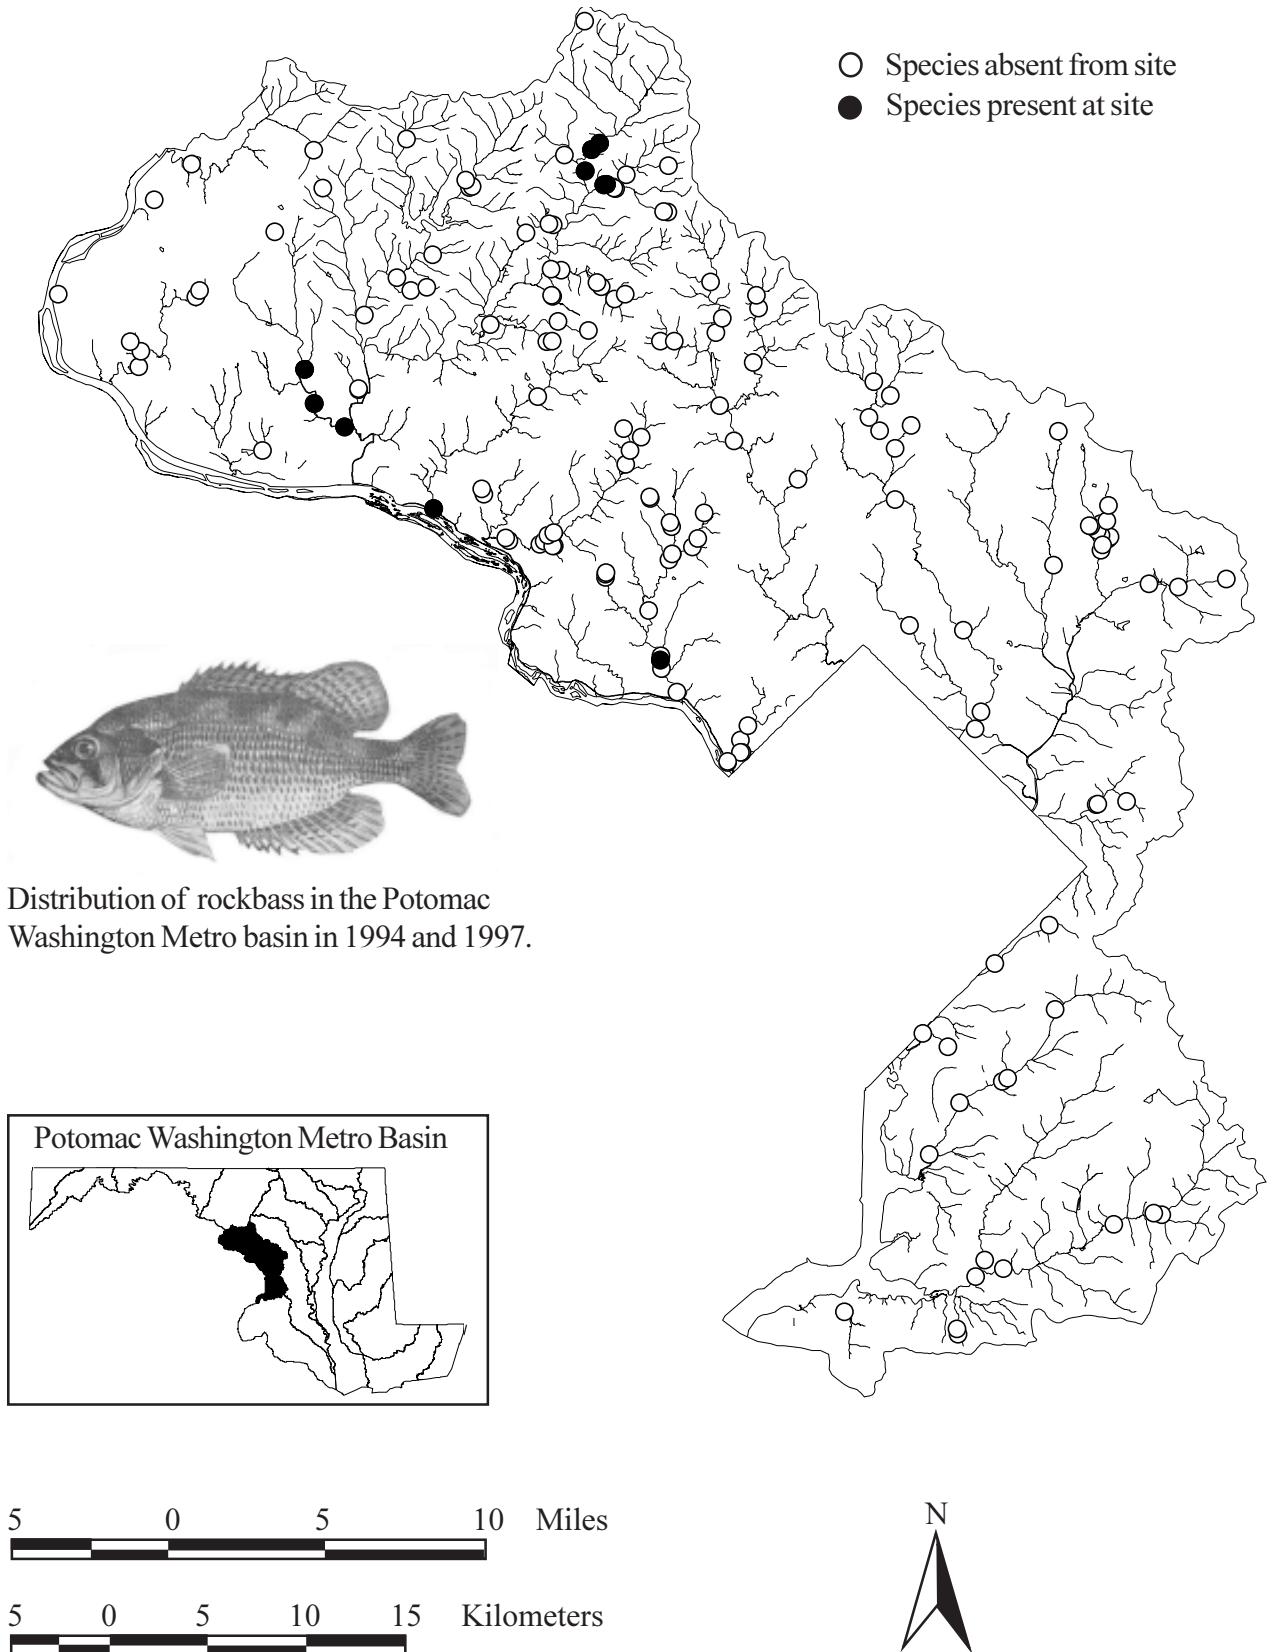 Species absent from site
Species present at site
Distribution of rockbass in the Potomac
Washington Metro basin in 1994 and 1997.
Potomac Washington Metro Basin
5 0 5 10 Miles
N
5 0 5 10 15 Kilometers